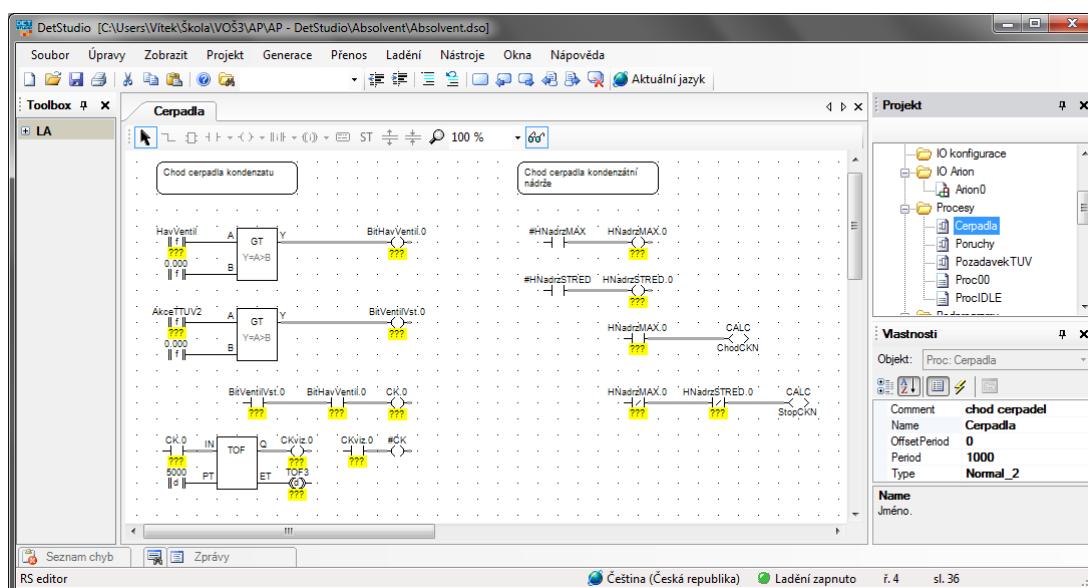 DetStudio [C:\Users\Vítek\Škola\VOŠ3\AP\AP - DetStudio\Absolvent\Absolvent.dso]
Soubor Úpravy Zobrazit Projekt Generace Přenos Ladění Nástroje Okna Nápověda
Aktuální jazyk
Toolbox
LA
Cerpadla
ST 100 %
Chod cerpadla kondenzatu
Chod cerpadla kondenzátní
nádrže
HavVentil A GT Y BitHavVentil.0
f ??? Y=A>B ???
0.000 B
f
AkceTTUV2 A GT Y BitVentilVst.0
f ??? Y=A>B ???
0.000 B
f
BitVentilVst.0 BitHavVentil.0 CK.0
??? ??? ???
CK.0 IN TOF Q CKviz.0 CKviz.0 #CK
??? ??? ???
5000 PT ET TOF3
d d
???
#HNadrzMAX HNadrzMAX.0
???
#HNadrzSTRED HNadrzSTRED.0
???
HNadrzMAX.0 CALC
??? ChodCKN
HNadrzMAX.0 HNadrzSTRED.0 CALC
??? ??? StopCKN
Projekt
IO konfigurace
IO Arion
Arion0
Procesy
Cerpadla
Poruchy
PozadavekTUV
Proc00
ProcIDLE
Vlastnosti
Objekt: Proc: Cerpadla
Comment chod cerpadel
Name Cerpadla
OffsetPeriod 0
Period 1000
Type Normal_2
Name
Jméno.
Seznam chyb Zprávy
RS editor Čeština (Česká republika) Ladění zapnuto ř. 4 sl. 36